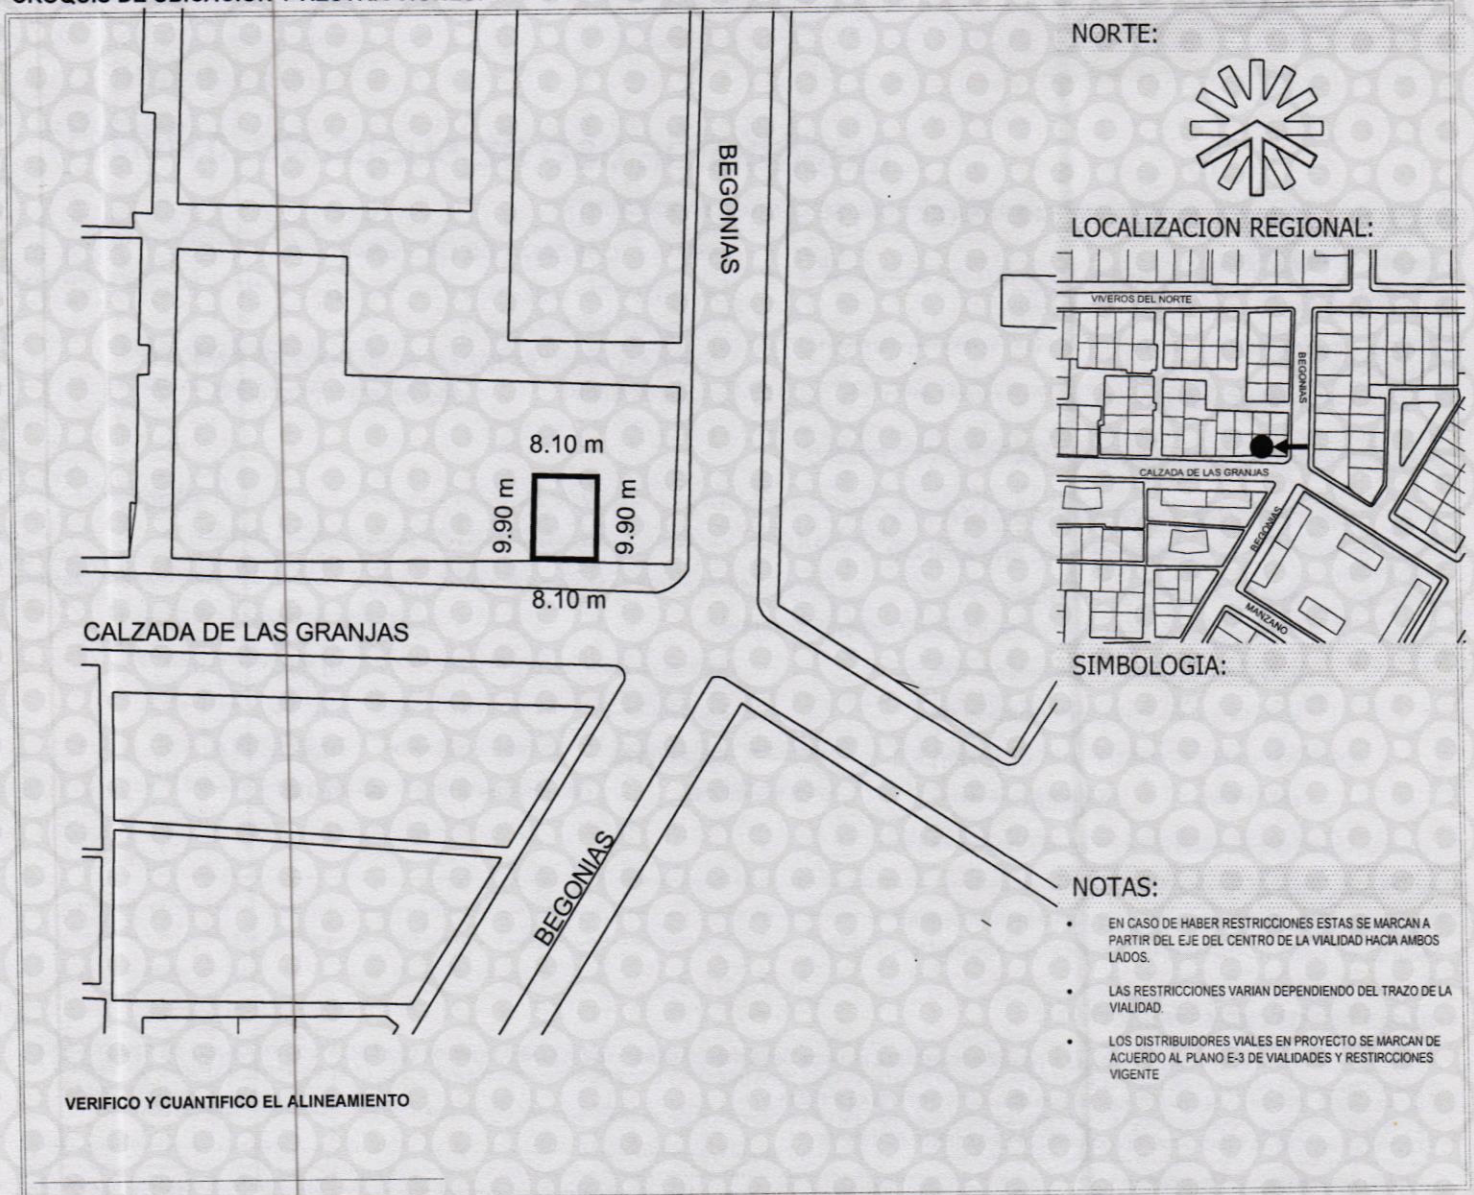 CROQUIS DE UBICACION Y
NORTE:
BEGONIAS
LOCALIZACION REGIONAL:
VIVEROS DEL NORTE
BEGONIAS
CALZADA DE LAS GRANJAS
BEGONIAS
MANZANO
8.10 m
9.90 m
9.90 m
8.10 m
CALZADA DE LAS GRANJAS
SIMBOLOGIA:
BEGONIAS
NOTAS:
• EN CASO DE HABER RESTRICCIONES ESTAS SE MARCAN A
PARTIR DEL EJE DEL CENTRO DE LA VIALIDAD HACIA AMBOS
LADOS.
• LAS RESTRICCIONES VARIAN DEPENDIENDO DEL TRAZO DE LA
VIALIDAD.
• LOS DISTRIBUIDORES VIALES EN PROYECTO SE MARCAN DE
ACUERDO AL PLANO E-3 DE VIALIDADES Y RESTIRCCIONES
VIGENTE
VERIFICO Y CUANTIFICO EL ALINEAMIENTO